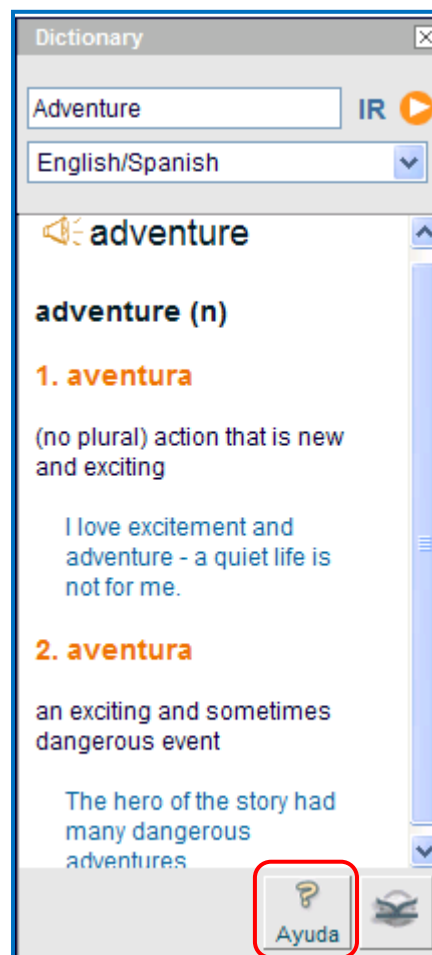 Dictionary
Adventure IR
English/Spanish
adventure
adventure (n)
1. aventura
(no plural) action that is new
and exciting
I love excitement and
adventure - a quiet life is
not for me.
2. aventura
an exciting and sometimes
dangerous event
The hero of the story had
many dangerous
adventures
Ayuda